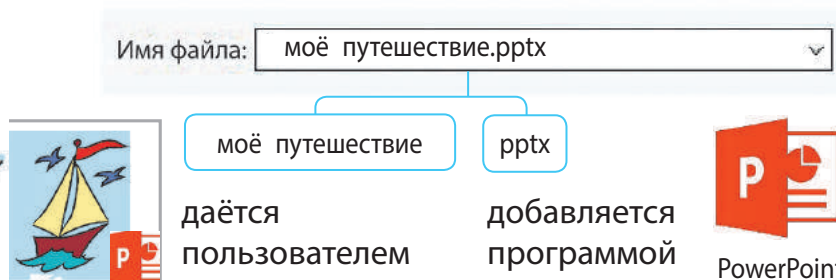 Имя файла: моё путешествие.pptx
моё путешествие pptx
даётся добавляется
пользователем программой
P
P
PowerPoint